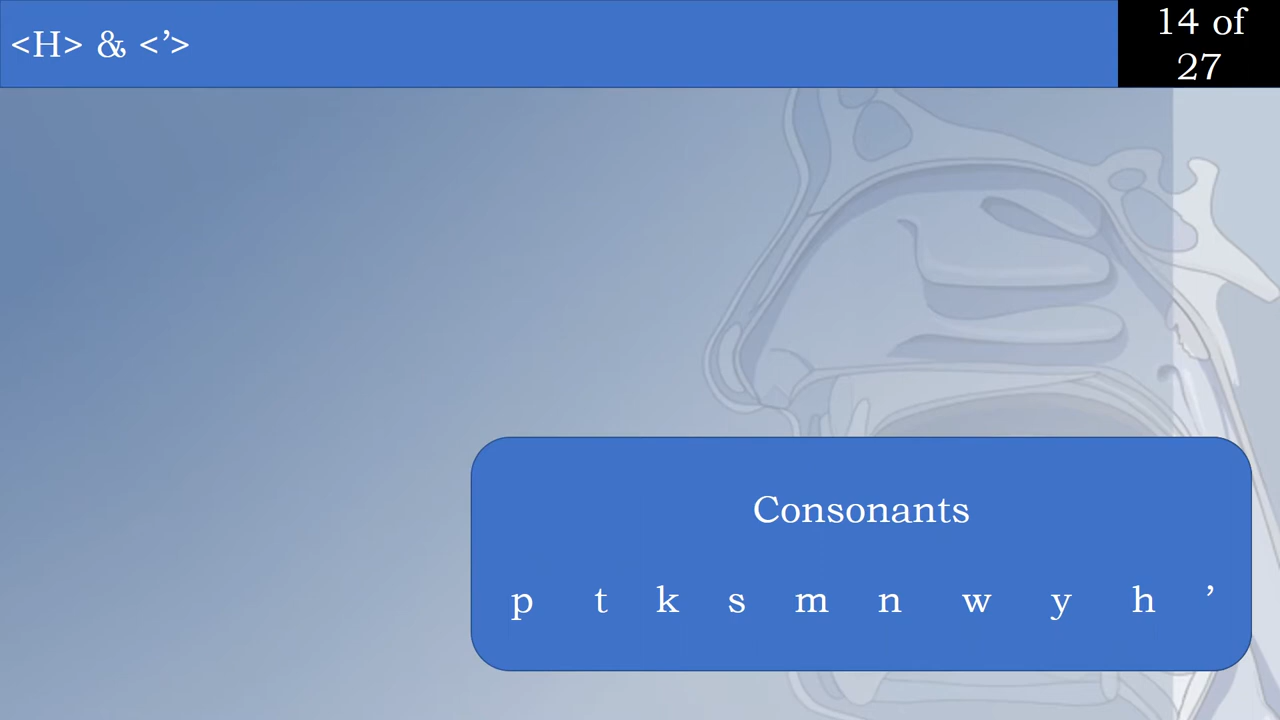 <H> & <’>
14 of
27
Consonants
p t k s m n w y h ’